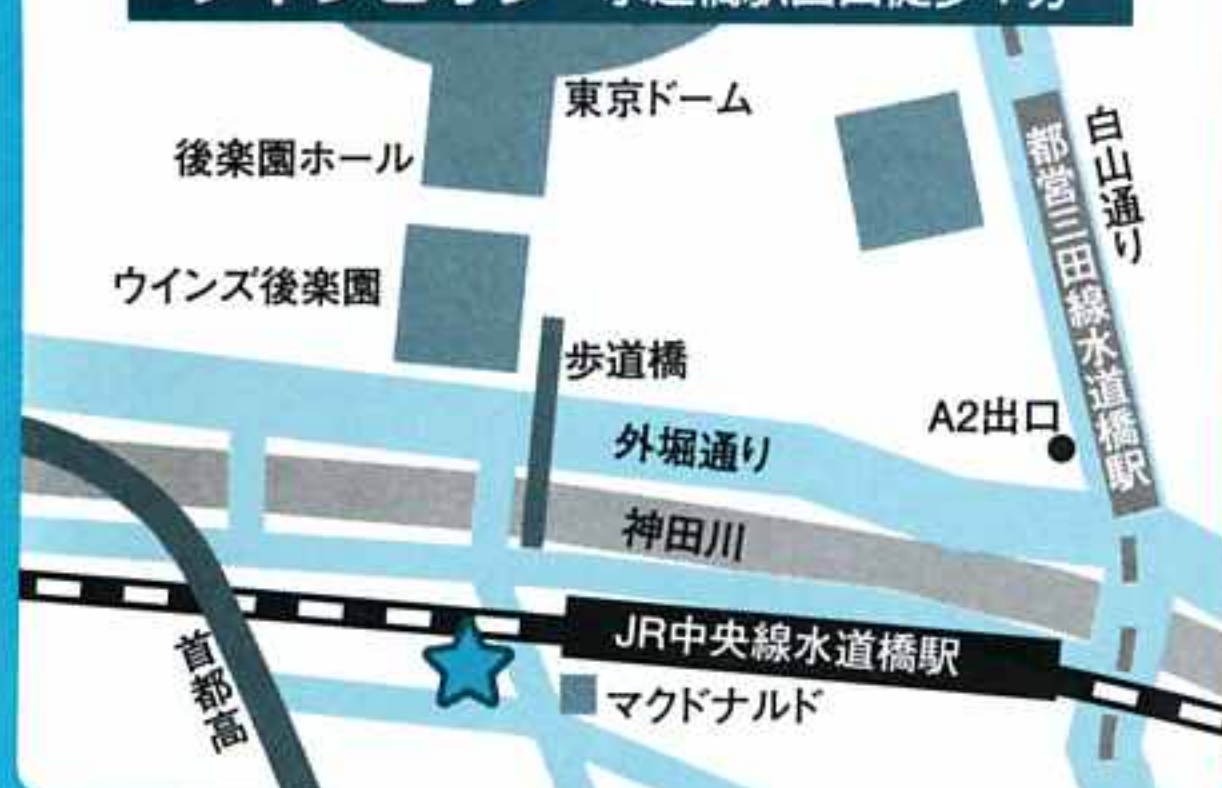 東京ドーム
後楽園ホール
白山通り
都営三田線水道橋駅
ウインズ後楽園
歩道橋
A2出口
外堀通り
神田川
JR中央線水道橋駅
首都高
マクドナルド